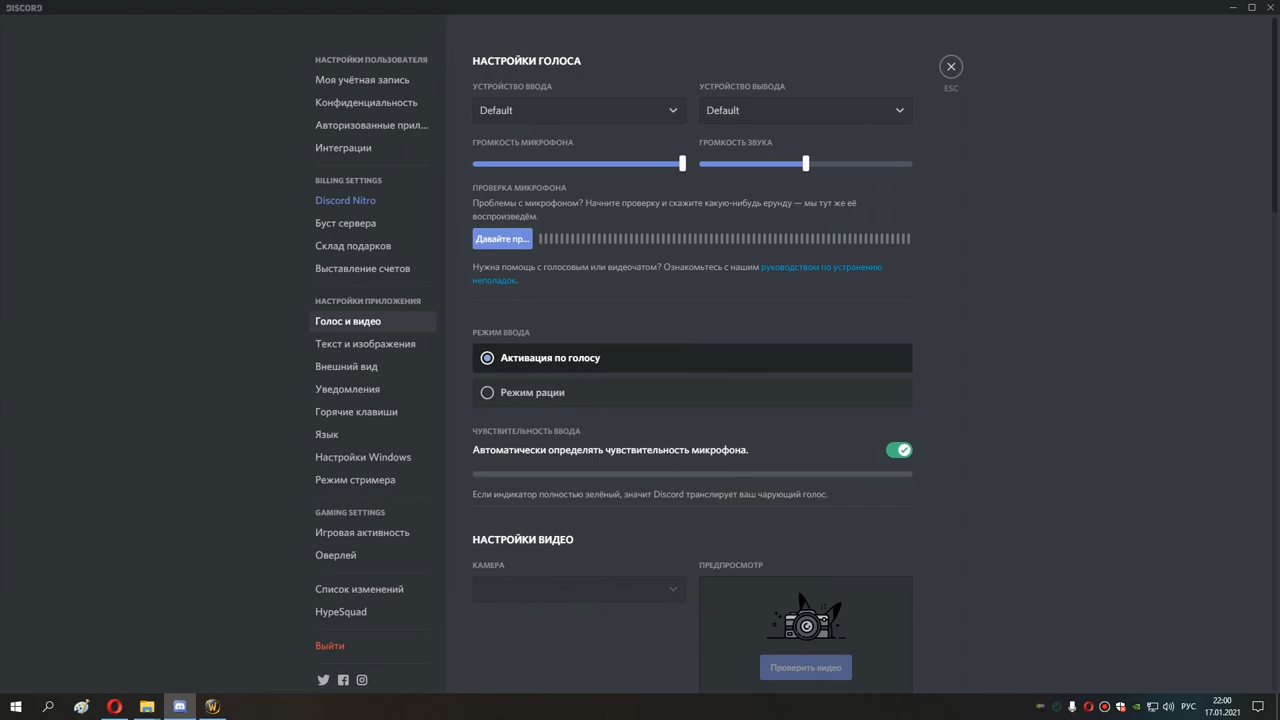 DISCORD
НАСТРОЙКИ ПОЛЬЗОВАТЕЛЯ
Моя учётная запись
Конфиденциальность
Авторизованные прил...
Интеграции
BILLING SETTINGS
Discord Nitro
Буст сервера
Склад подарков
Выставление счетов
НАСТРОЙКИ ПРИЛОЖЕНИЯ
Голос и видео
Текст и изображения
Внешний вид
Уведомления
Горячие клавиши
Язык
Настройки Windows
Режим стримера
GAMING SETTINGS
Игровая активность
Оверлей
Список изменений
HypeSquad
Выйти
НАСТРОЙКИ ГОЛОСА
УСТРОЙСТВО ВВОДА
УСТРОЙСТВО ВЫВОДА
Default
Default
ГРОМКОСТЬ МИКРОФОНА
ГРОМКОСТЬ ЗВУКА
ПРОВЕРКА МИКРОФОНА
Проблемы с микрофоном? Начните проверку и скажите какую-нибудь ерунду — мы тут же её
воспроизведём.
Давайте пр...
Нужна помощь с голосовым или видеочатом? Ознакомьтесь с нашим руководством по устранению
неполадок.
РЕЖИМ ВВОДА
Активация по голосу
Режим рации
ЧУВСТВИТЕЛЬНОСТЬ ВВОДА
Автоматически определять чувствительность микрофона.
Если индикатор полностью зелёный, значит Discord транслирует ваш чарующий голос.
НАСТРОЙКИ ВИДЕО
КАМЕРА
ПРЕДПРОСМОТР
Проверить видео
ESC
РУС
22:00
17.01.2021